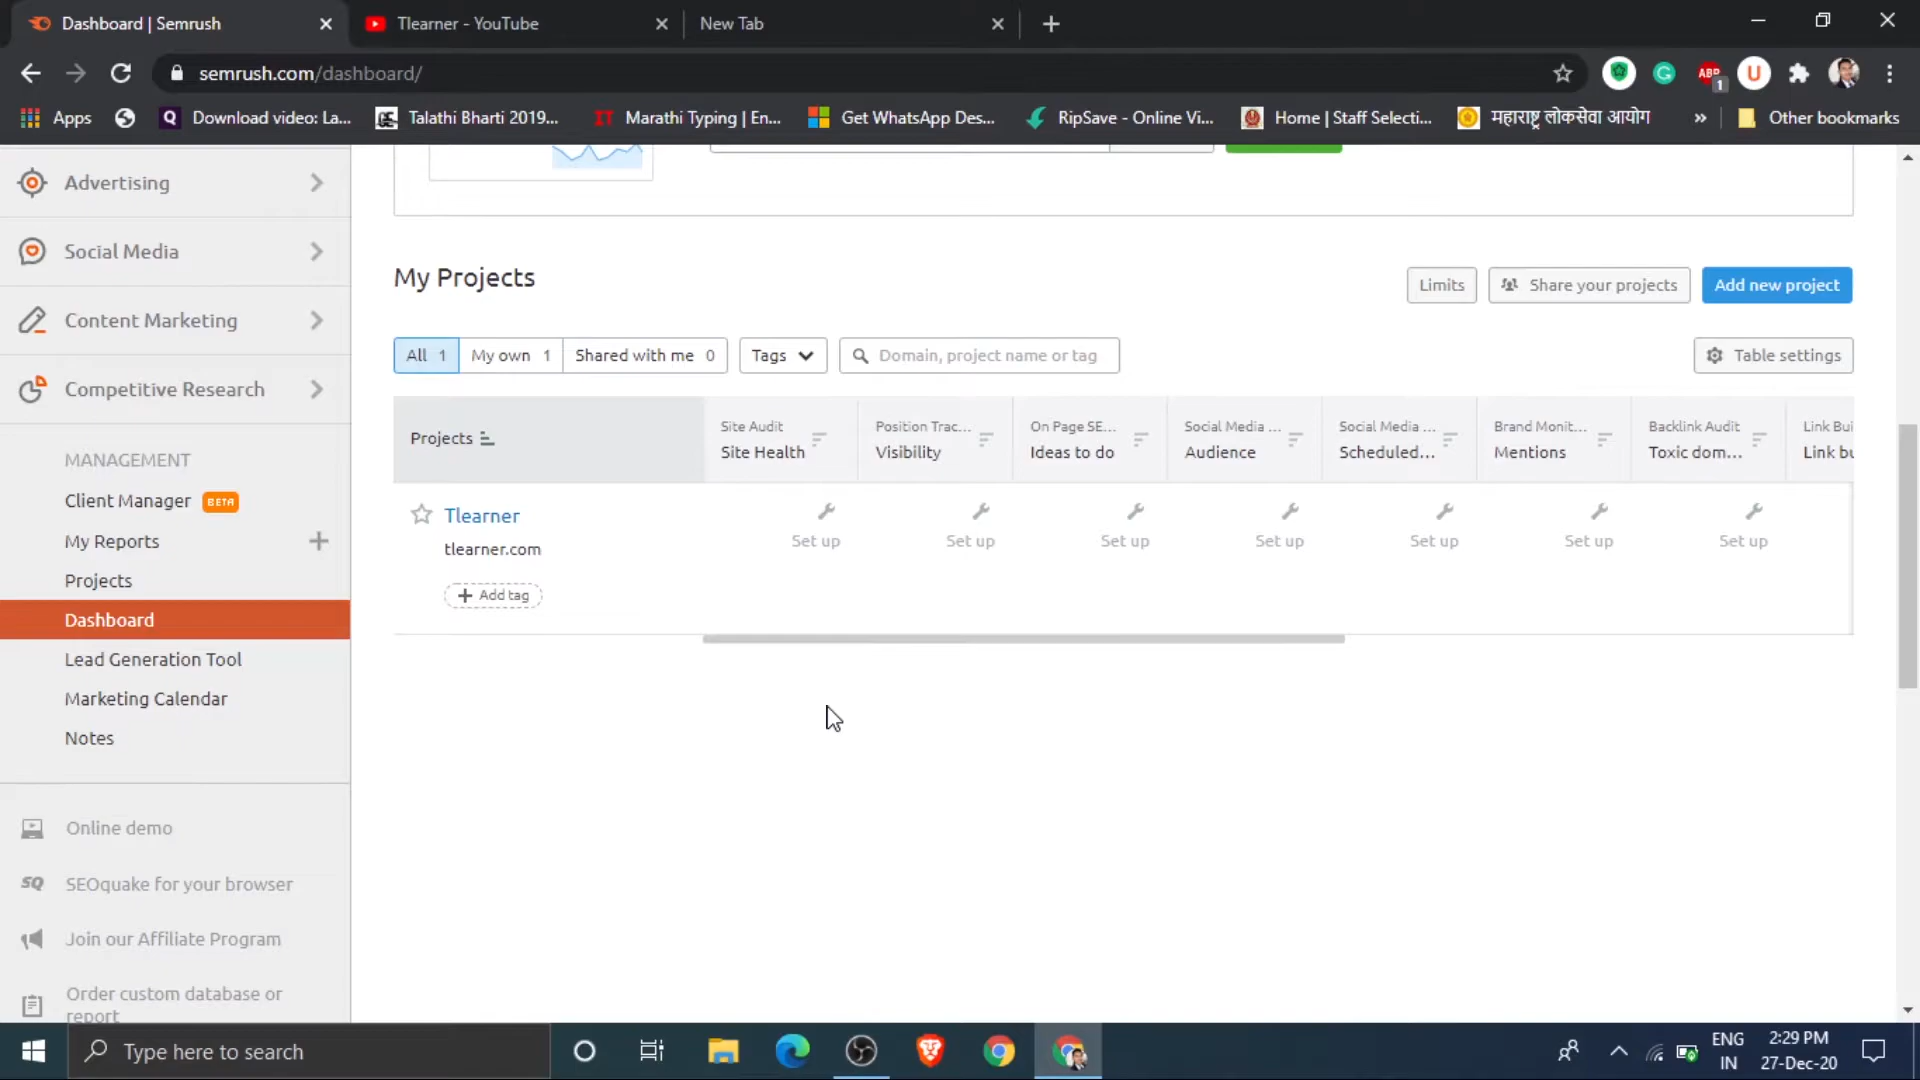 Dashboard | Semrush
Tlearner - YouTube
New Tab
semrush.com/dashboard/
ABP
1
U
Apps
Download video: La...
Talathi Bharti 2019...
Marathi Typing | En...
Get WhatsApp Des...
RipSave - Online Vi...
Home | Staff Selecti...
महाराष्ट्र लोकसेवा आयोग
»
Other bookmarks
Advertising
Social Media
Content Marketing
Competitive Research
MANAGEMENT
Client Manager BETA
My Reports
Projects
Dashboard
Lead Generation Tool
Marketing Calendar
Notes
Online demo
SEOquake for your browser
Join our Affiliate Program
Order custom database or
report
My Projects
Limits
Share your projects
Add new project
All 1
My own 1
Shared with me 0
Tags
Domain, project name or tag
Table settings
Projects
Site Audit
Site Health
Position Trac...
Visibility
On Page SE...
Ideas to do
Social Media ...
Audience
Social Media ...
Scheduled...
Brand Monit...
Mentions
Backlink Audit
Toxic dom...
Link Bui
Link bu
Tlearner
tlearner.com
Add tag
Set up
Set up
Set up
Set up
Set up
Set up
Set up
Type here to search
ENG
IN
2:29 PM
27-Dec-20